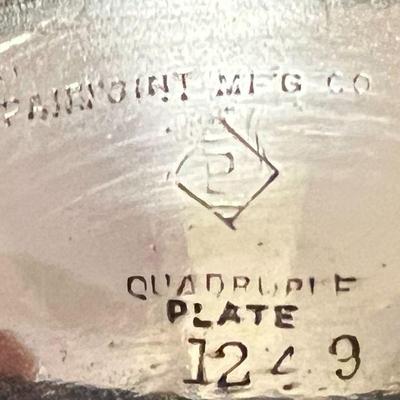 PAIRPOINT MFG CO
P
QUADRUPLE
PLATE